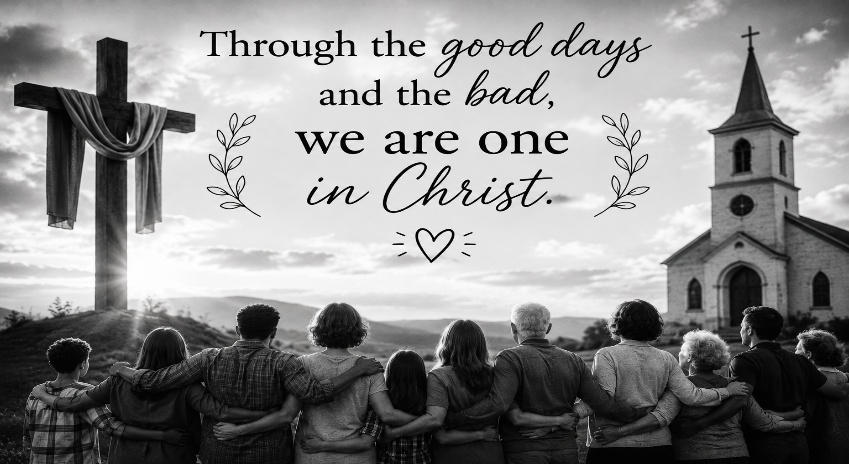 Through the good days
and the bad,
we are one
in Christ.